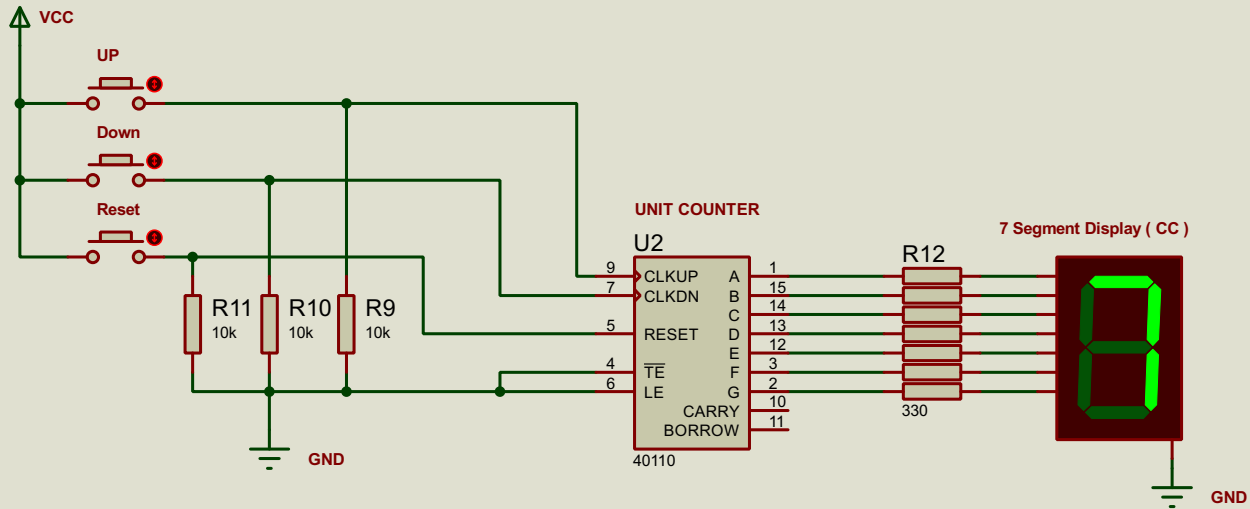 VCC
UP
Down
Reset
R11
10k
R10
10k
R9
10k
GND
UNIT COUNTER
U2
9 CLKUP A 1
7 CLKDN B 15
C 14
5 RESET D 13
E 12
4 TE F 3
6 LE G 2
CARRY 10
BORROW 11
40110
R12
330
7 Segment Display ( CC )
7
GND